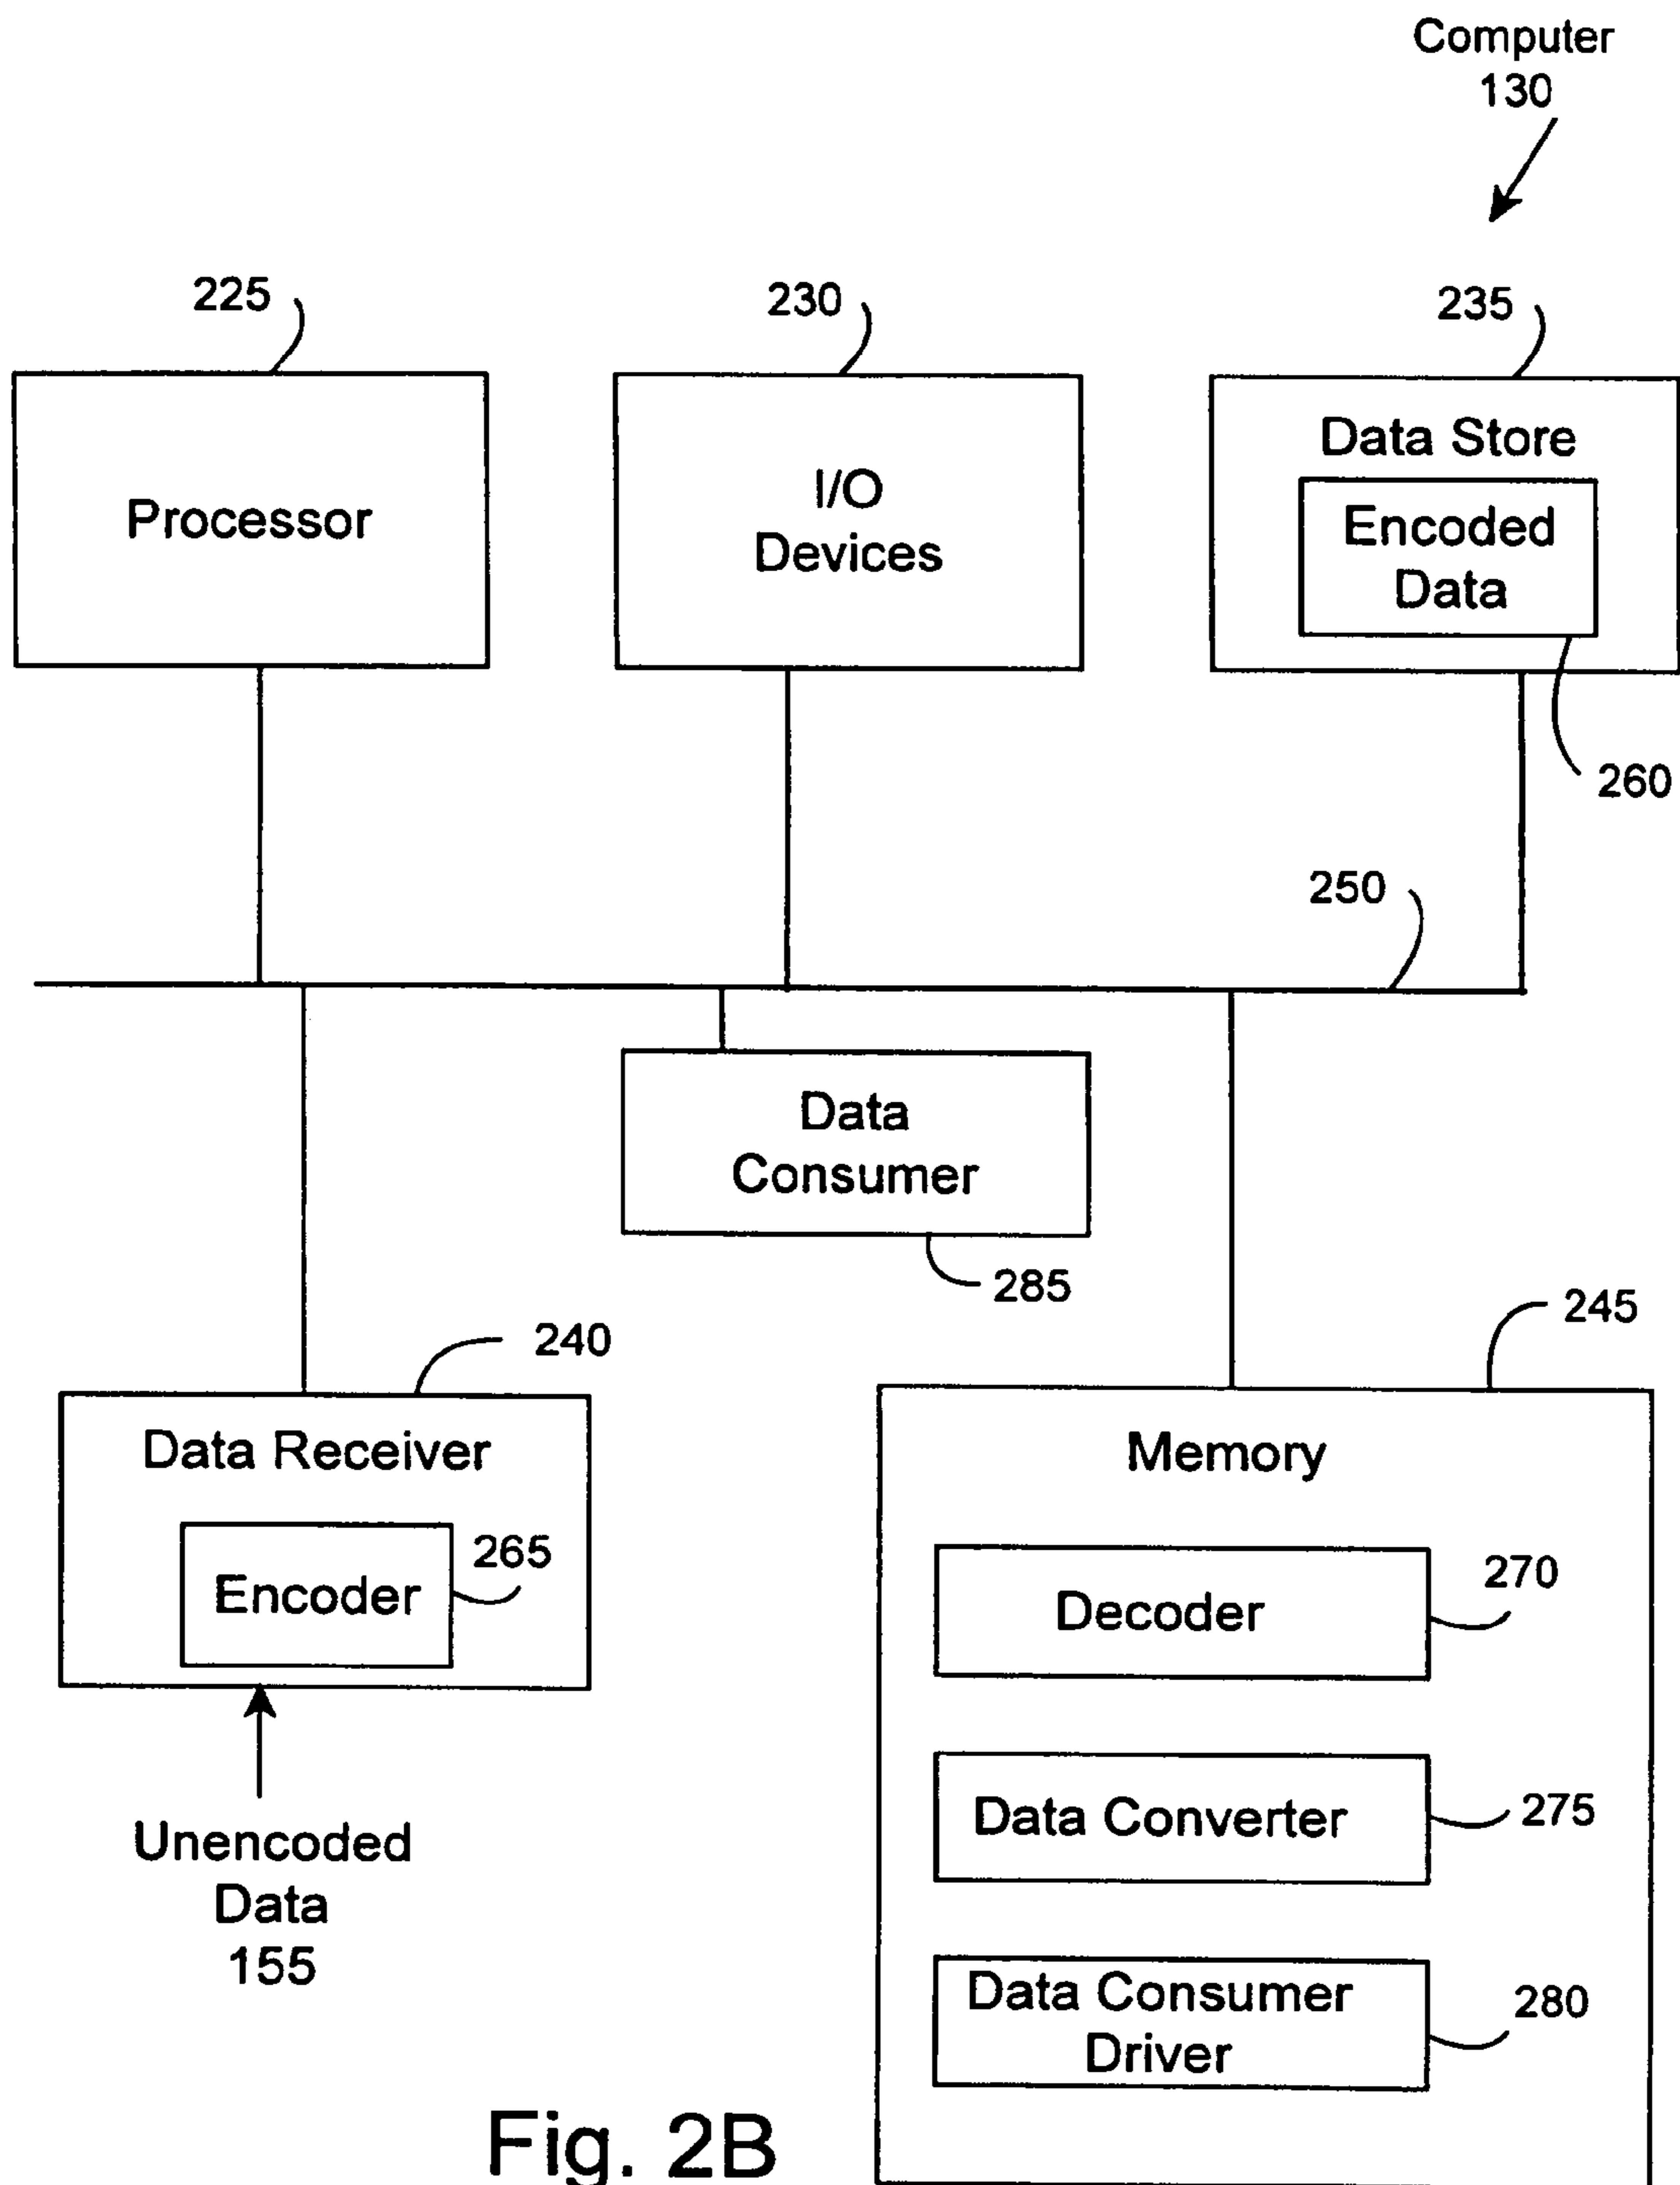 Computer
130
225
230
235
Processor
I/O
Devices
Data Store
Encoded
Data
260
250
Data
Consumer
285
240
245
Data Receiver
265
Encoder
Memory
Decoder
270
Data Converter
275
Data Consumer
Driver
280
Unencoded
Data
155
Fig. 2B